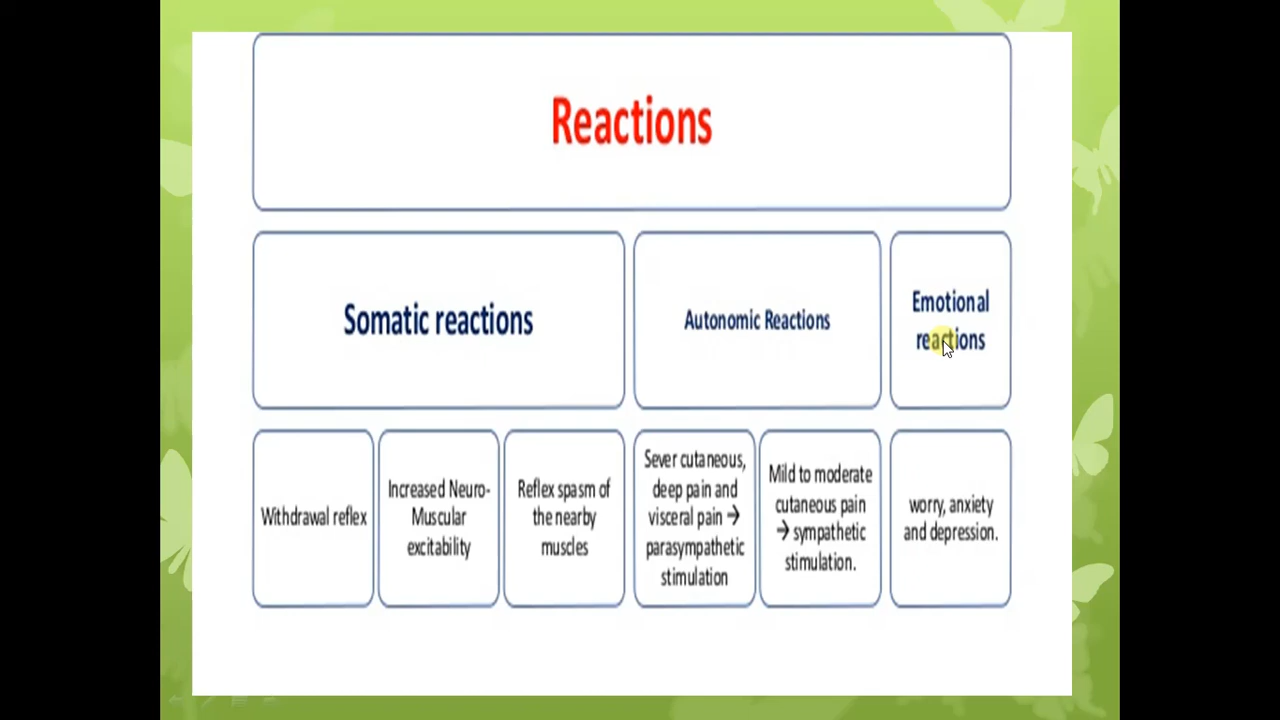 Reactions
Somatic reactions
Autonomic Reactions
Emotional
reactions
Withdrawal reflex
Increased Neuro-
Muscular
excitability
Reflex spasm of
the nearby
muscles
Sever cutaneous,
deep pain and
visceral pain →
parasympathetic
stimulation
Mild to moderate
cutaneous pain
→ sympathetic
stimulation.
worry, anxiety
and depression.